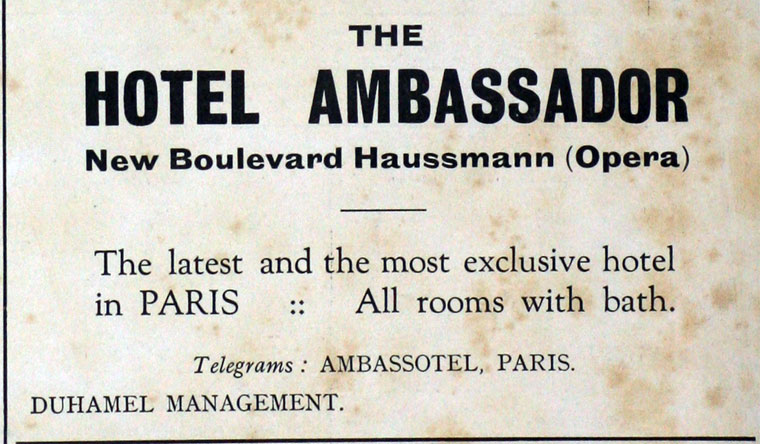 THE
HOTEL AMBASSADOR
New Boulevard Haussmann (Opera)
The latest and the most exclusive hotel
in PARIS :: All rooms with bath.
Telegrams : AMBASSOTEL, PARIS.
DUHAMEL MANAGEMENT.